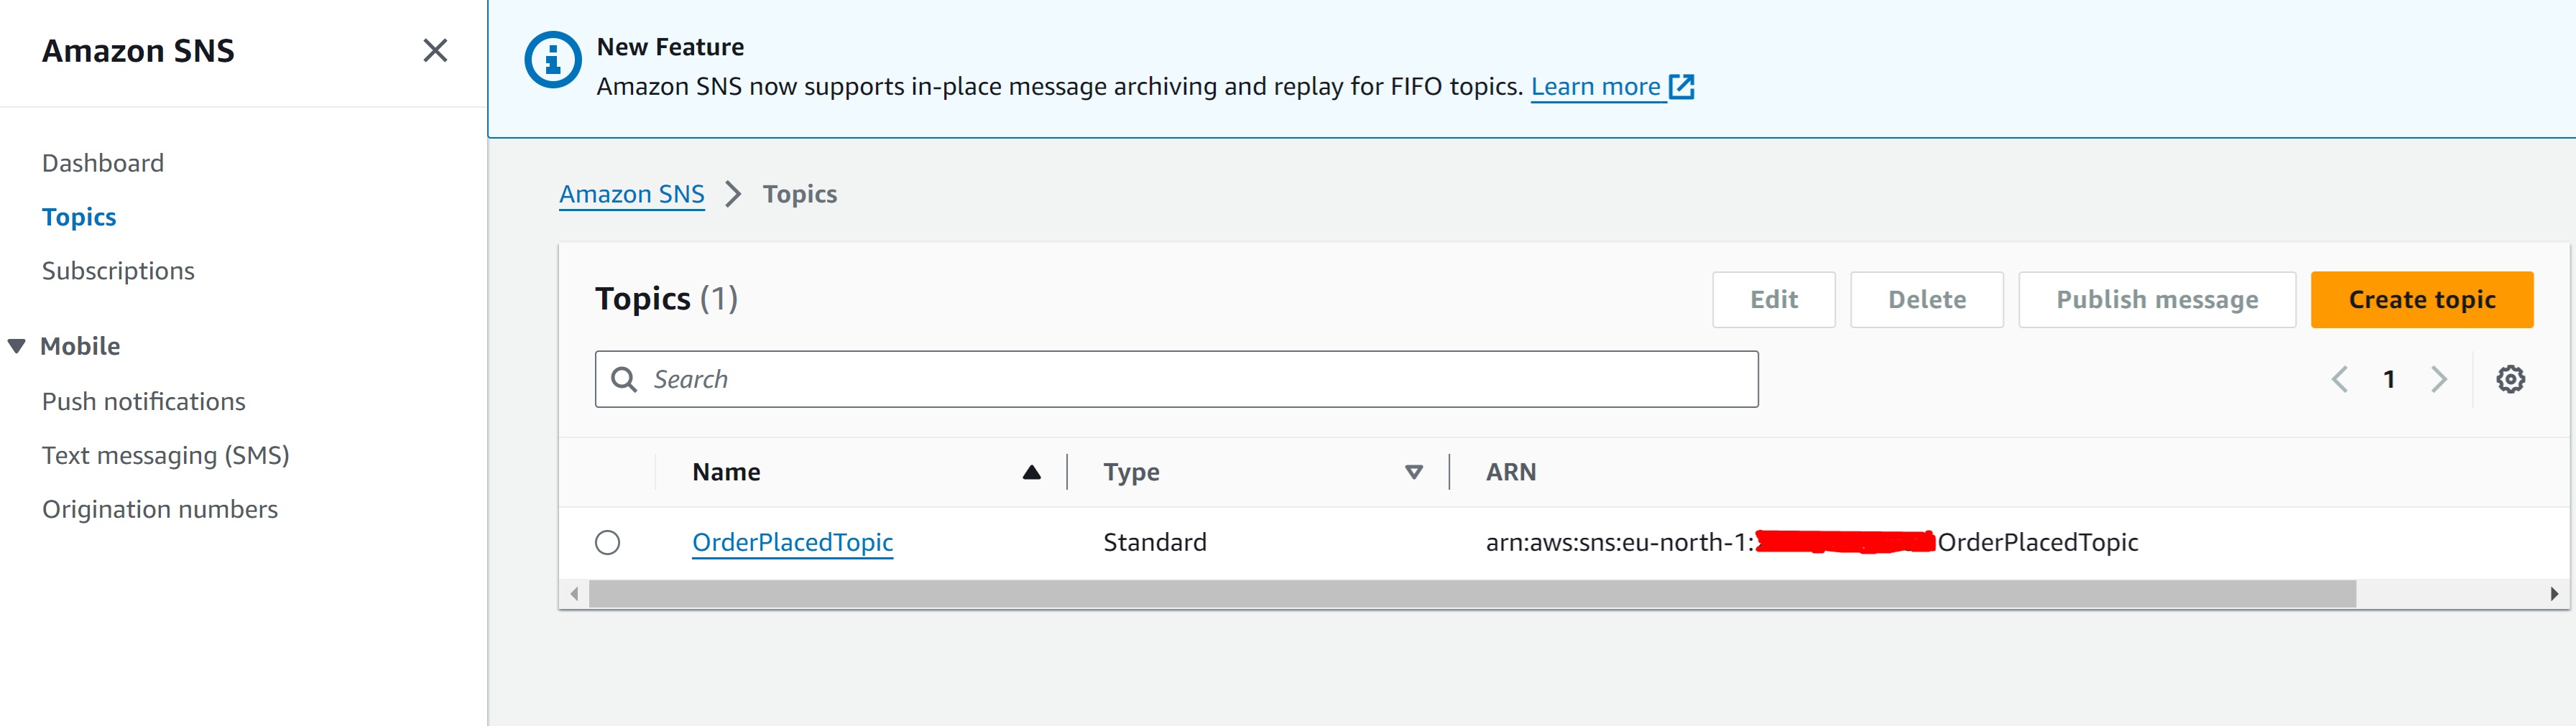 Amazon SNS
Dashboard
Topics
Subscriptions
Mobile
Push notifications
Text messaging (SMS)
Origination numbers
New Feature
Amazon SNS now supports in-place message archiving and replay for FIFO topics. Learn more
Amazon SNS > Topics
Topics (1)
Edit Delete Publish message Create topic
Search
1
Name Type ARN
OrderPlacedTopic Standard arn:aws:sns:eu-north-1: OrderPlacedTopic